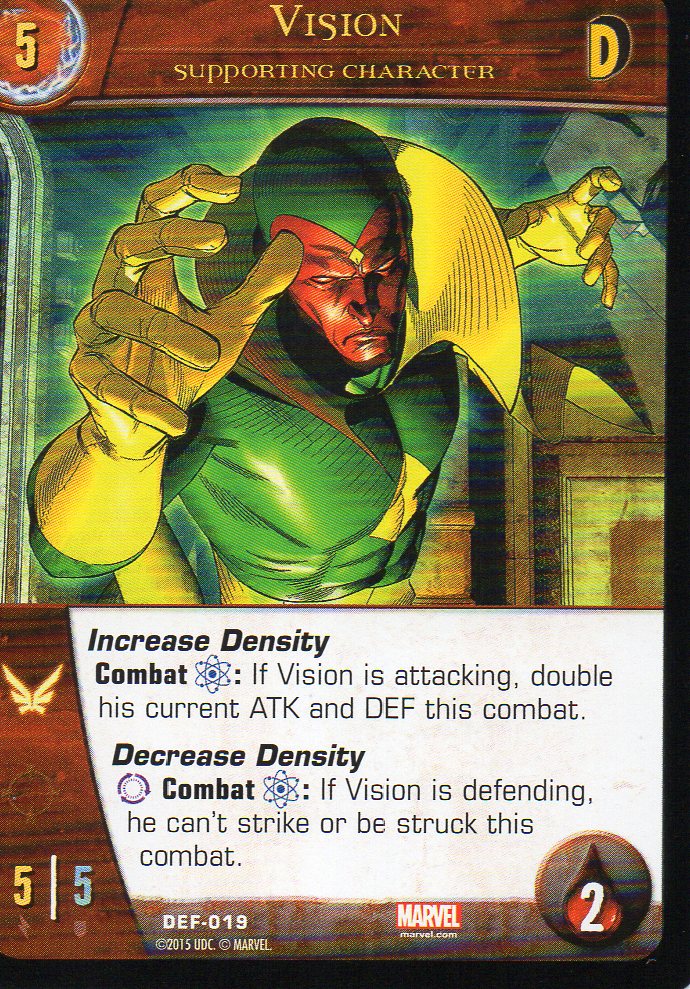 5
VISION
SUPPORTING CHARACTER
D
Increase Density
Combat : If Vision is attacking, double
his current ATK and DEF this combat.
Decrease Density
Combat : If Vision is defending,
he can't strike or be struck this
combat.
5 | 5
2
DEF-019
MARVEL
marvel.com
©2015 UDC. © MARVEL.